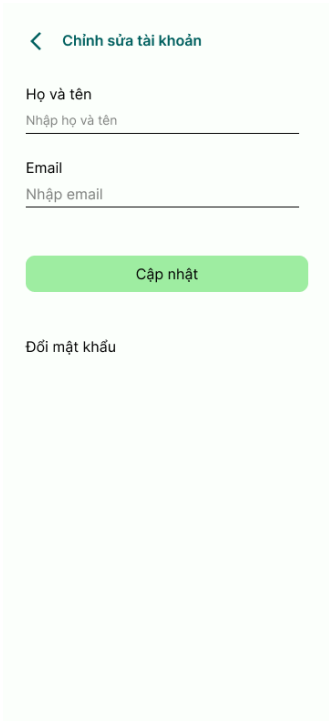 Chỉnh sửa tài khoản
Họ và tên
Nhập họ và tên
Email
Nhập email
Cập nhật
Đổi mật khẩu